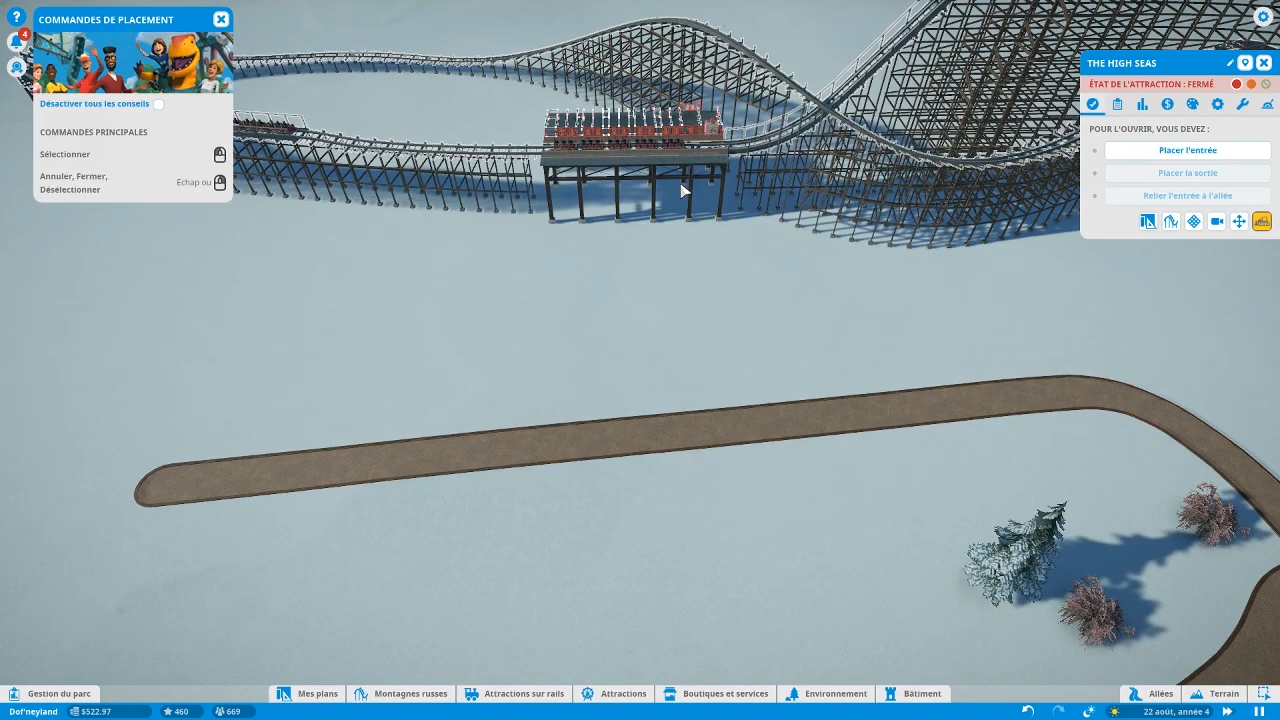 ?
COMMANDES DE PLACEMENT
4
Désactiver tous les conseils
COMMANDES PRINCIPALES
Sélectionner
Annuler, Fermer,
Désélectionner
Echap ou
THE HIGH SEAS
ÉTAT DE L'ATTRACTION : FERMÉ
POUR L'OUVRIR, VOUS DEVEZ :
Placer l'entrée
Placer la sortie
Relier l'entrée à l'allée
Gestion du parc
Mes plans
Montagnes russes
Attractions sur rails
Attractions
Boutiques et services
Environnement
Bâtiment
Allées
Terrain
Dof'neyland
$522.97
460
669
22 août, année 4